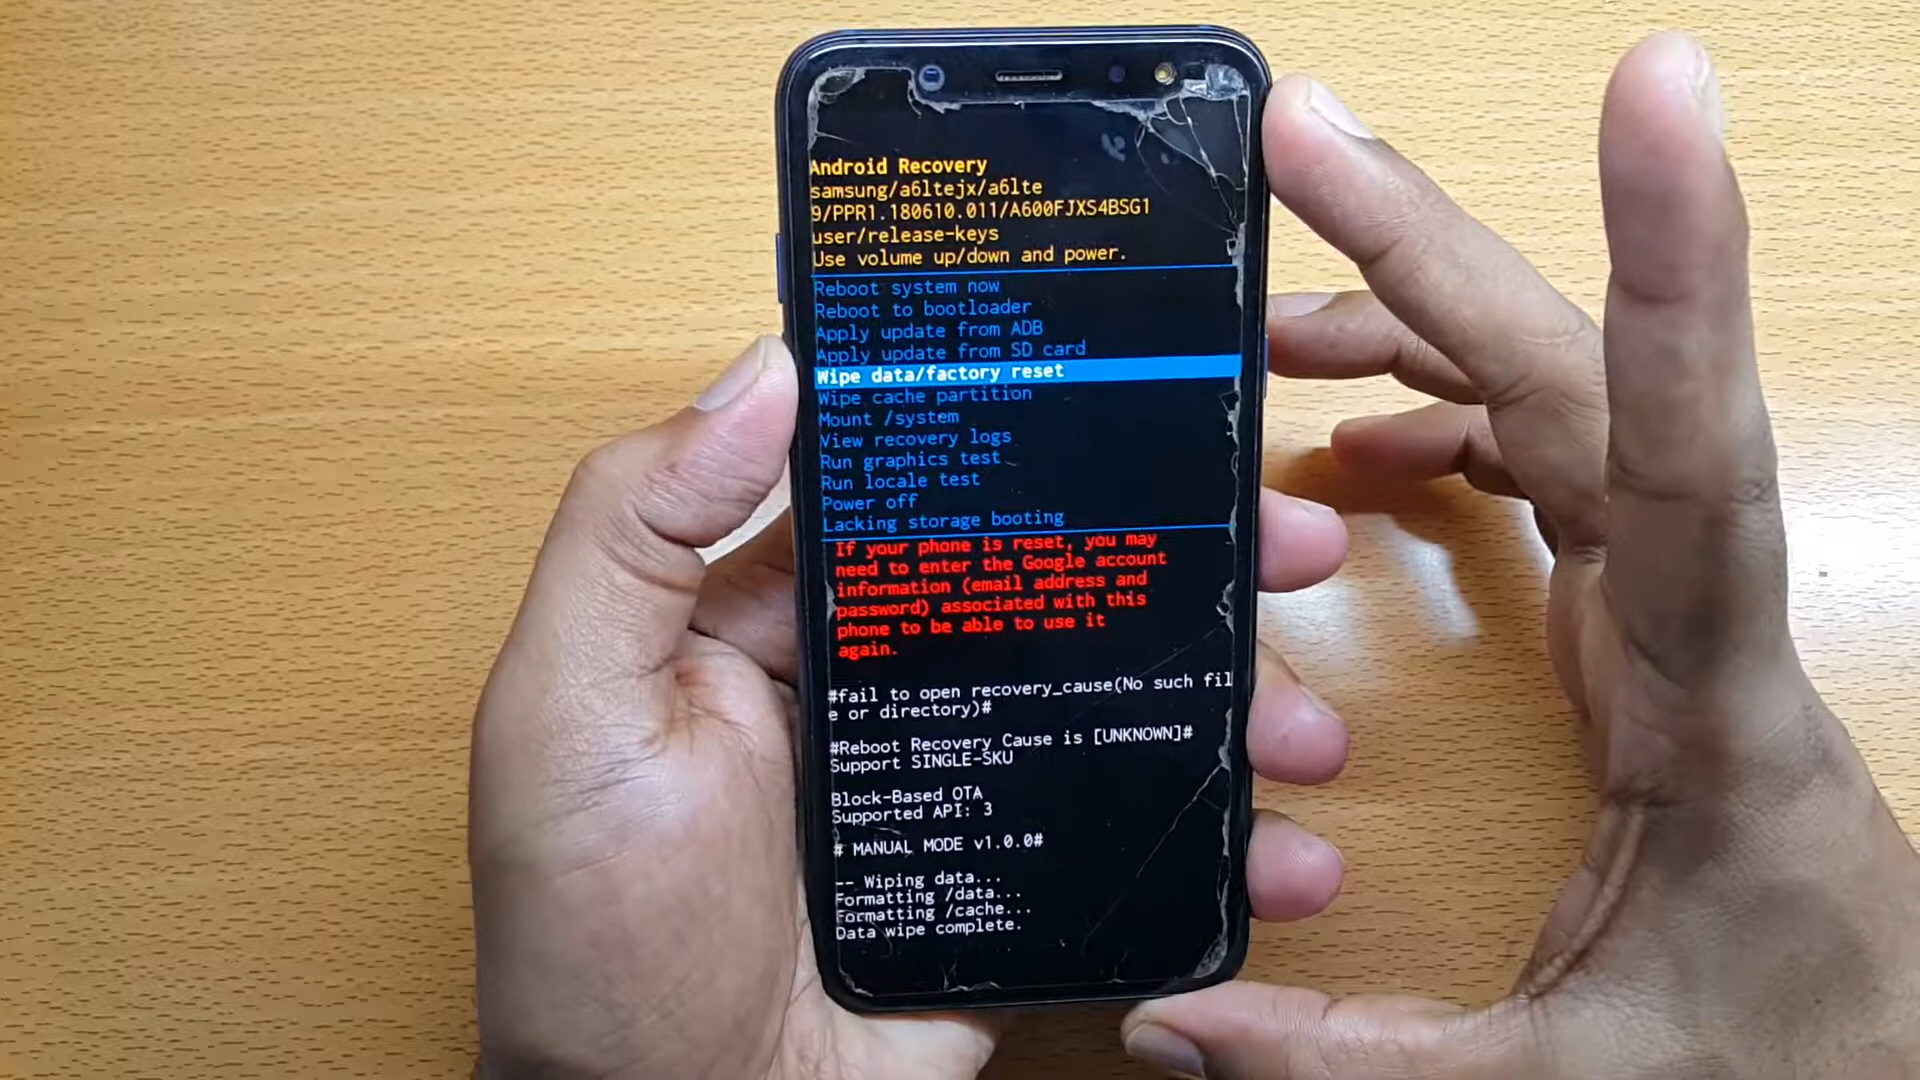 Android Recovery
samsung/a6ltejx/a6lte
9/PPR1.180610.011/A600FJXS4BSG1
user/release-keys
Use volume up/down and power.
Reboot system now
Reboot to bootloader
Apply update from ADB
Apply update from SD card
Wipe data/factory reset
Wipe cache partition
Mount /system
View recovery logs
Run graphics test
Run locale test
Power off
Lacking storage booting
If your phone is reset, you may
need to enter the Google account
information (email address and
password) associated with this
phone to be able to use it
again.
#fail to open recovery_cause(No such fil
e or directory)#
#Reboot Recovery Cause is [UNKNOWN]#
Support SINGLE-SKU
Block-Based OTA
Supported API: 3
# MANUAL MODE v1.0.0#
-- Wiping data...
Formatting /data...
Formatting /cache...
Data wipe complete.